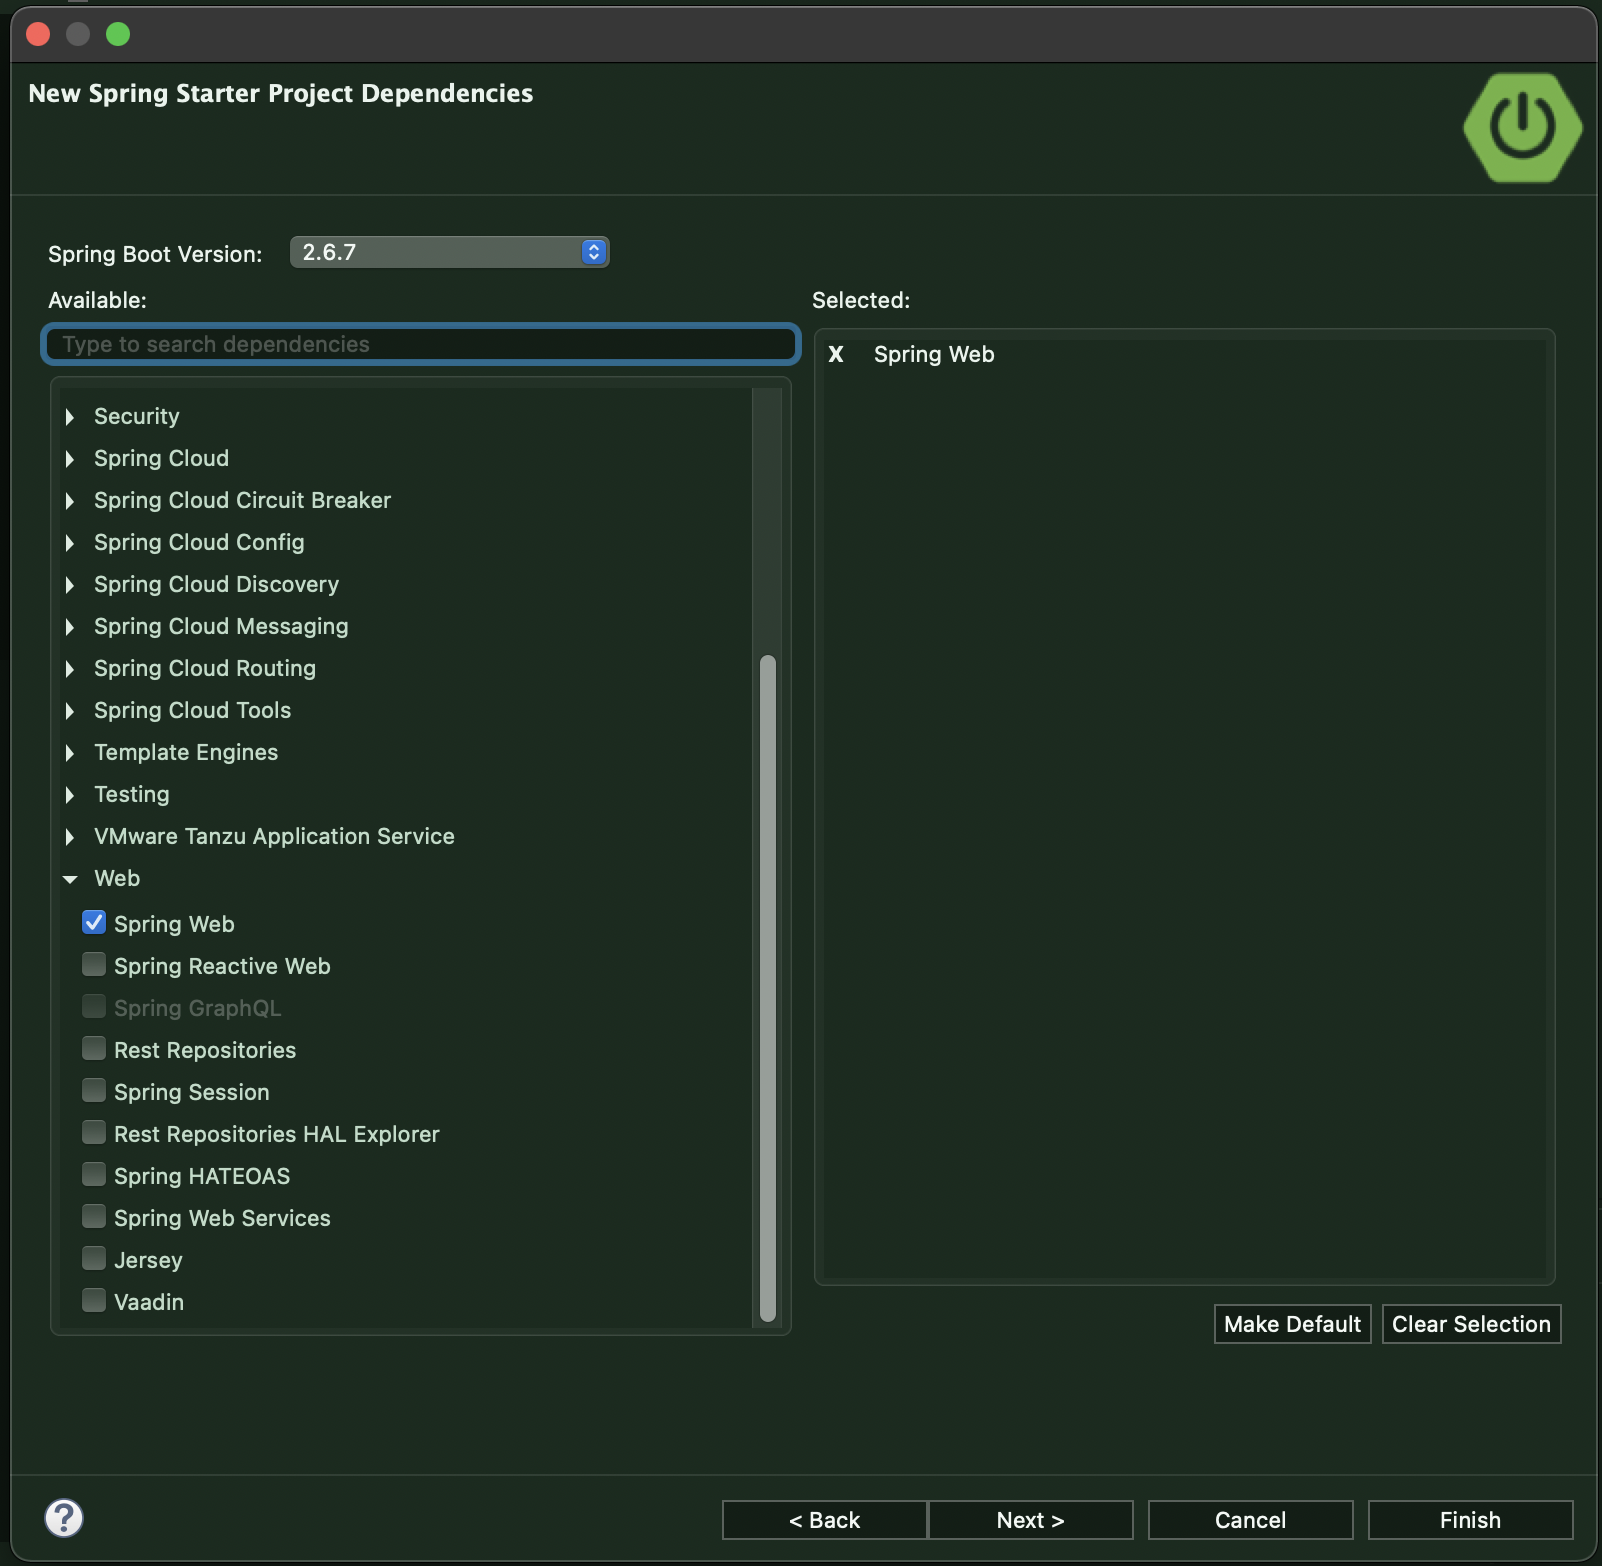 New Spring Starter Project Dependencies
Spring Boot Version:
2.6.7
Available:
Type to search dependencies
Security
Spring Cloud
Spring Cloud Circuit Breaker
Spring Cloud Config
Spring Cloud Discovery
Spring Cloud Messaging
Spring Cloud Routing
Spring Cloud Tools
Template Engines
Testing
VMware Tanzu Application Service
Web
Spring Web
Spring Reactive Web
Spring GraphQL
Rest Repositories
Spring Session
Rest Repositories HAL Explorer
Spring HATEOAS
Spring Web Services
Jersey
Vaadin
Selected:
X Spring Web
Make Default
Clear Selection
?
< Back
Next >
Cancel
Finish